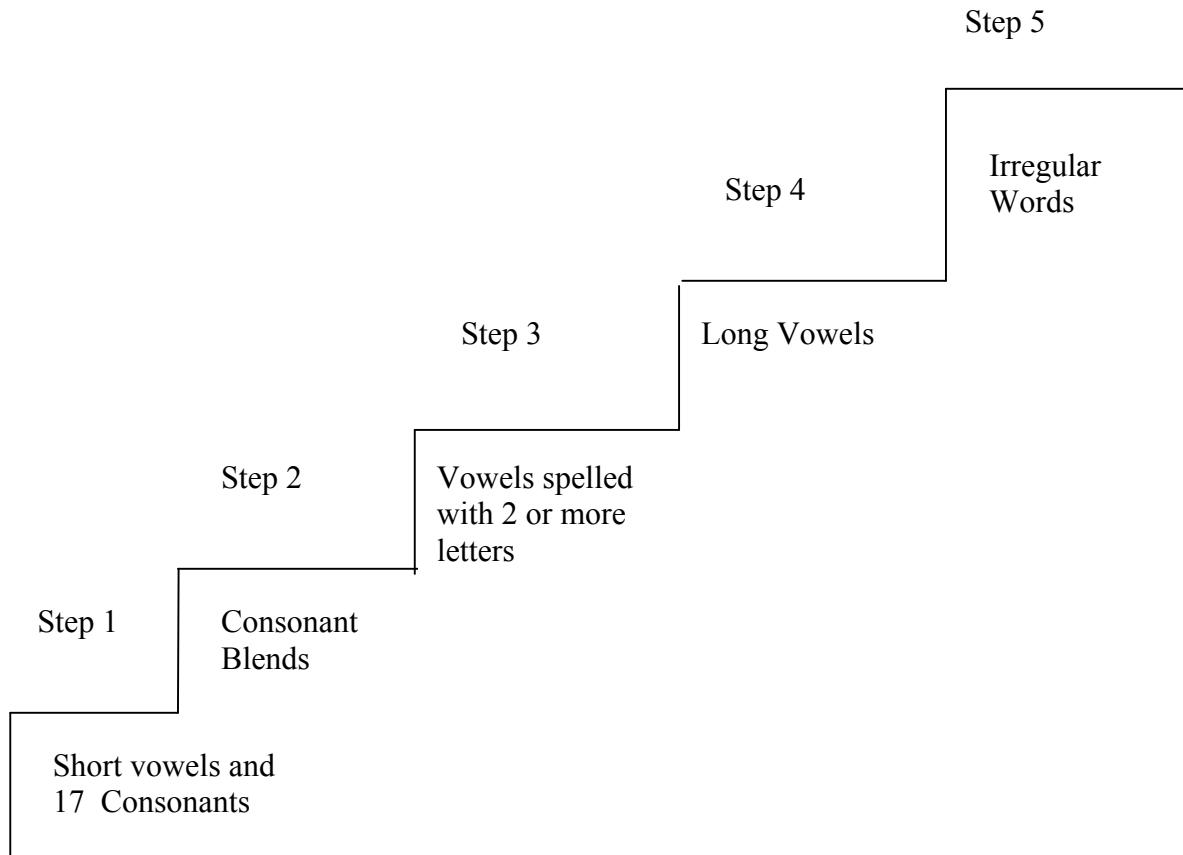 Step 5
Irregular
Words
Step 4
Long Vowels
Step 3
Vowels spelled
with 2 or more
letters
Step 2
Consonant
Blends
Step 1
Short vowels and
17 Consonants